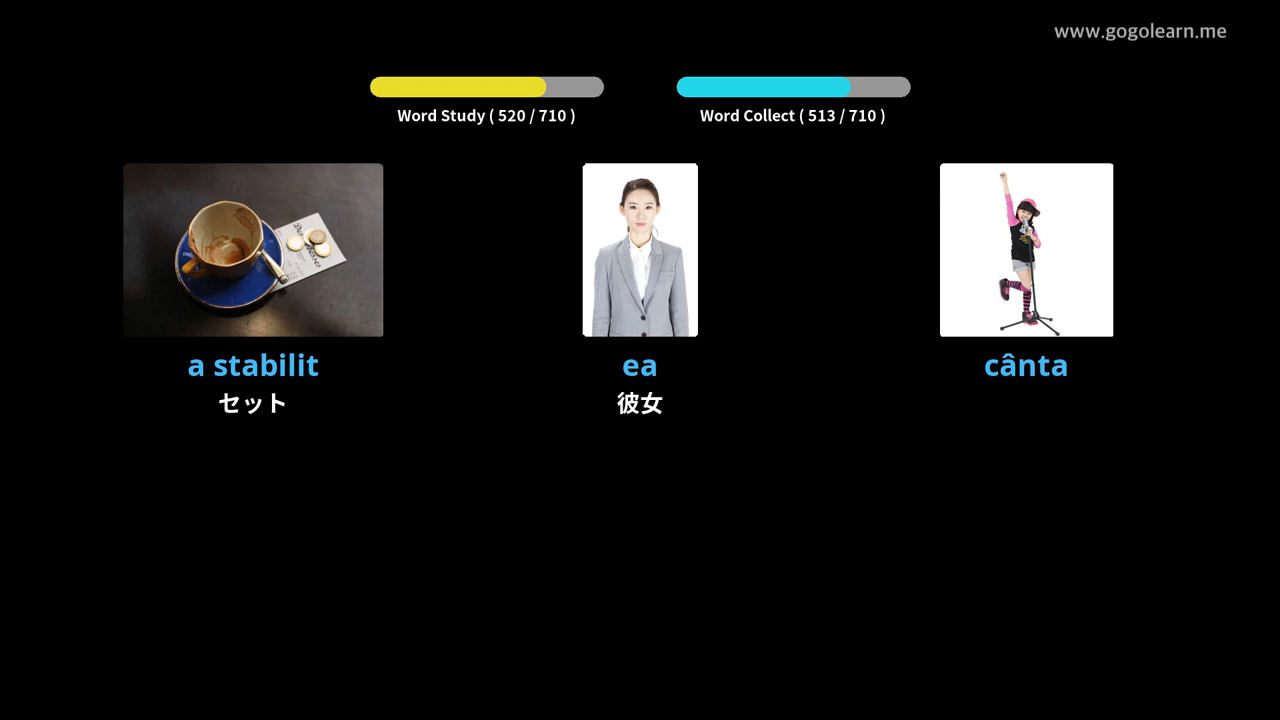 www.gogolearn.me
Word Study ( 520 / 710 )
Word Collect ( 513 / 710 )
a stabilit
ea
cânta
セット
彼女